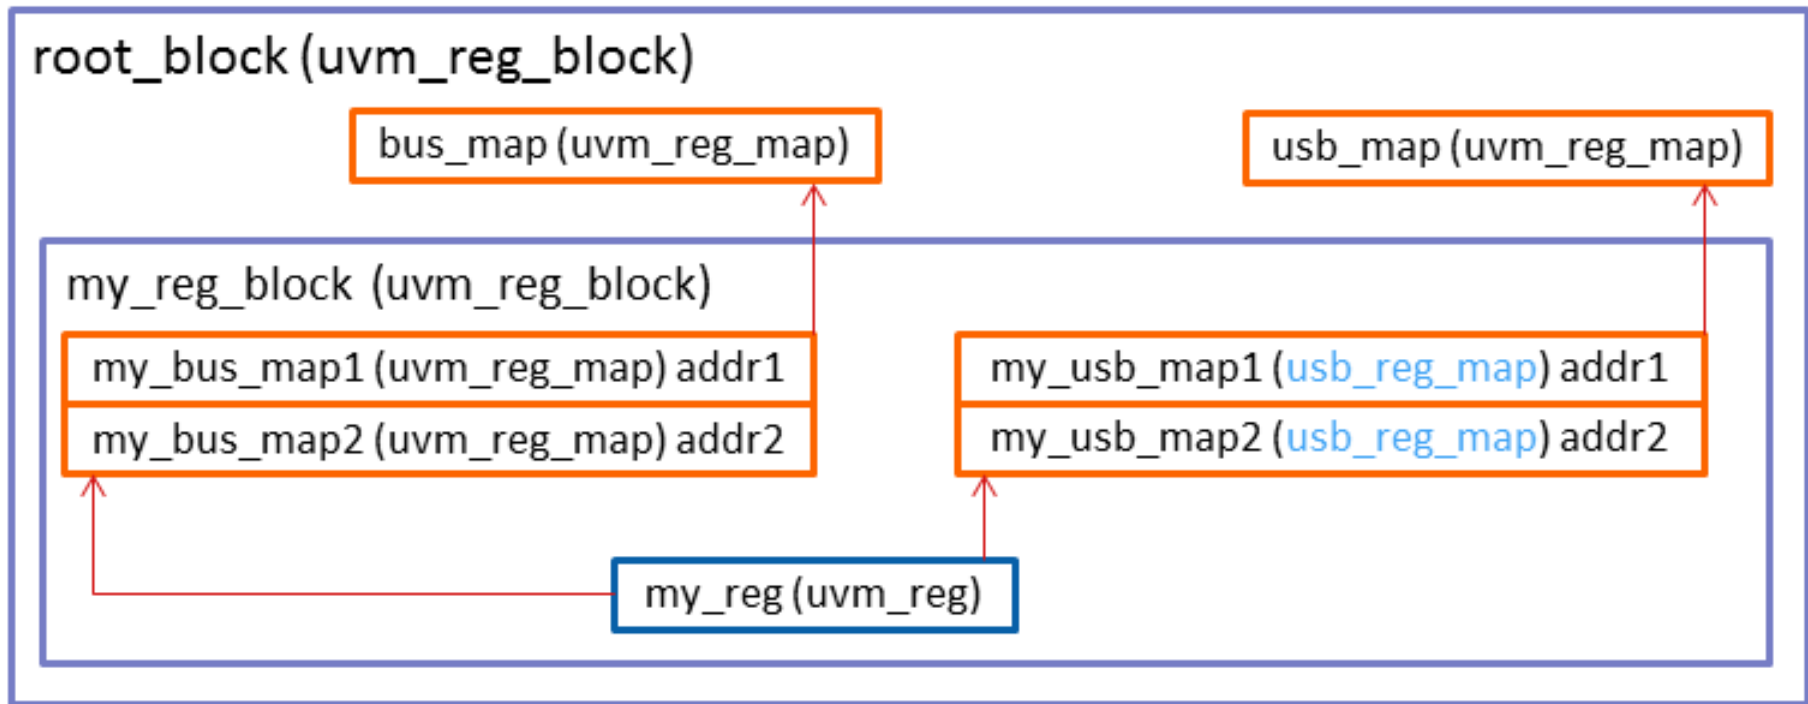 root_block (uvm_reg_block)
bus_map (uvm_reg_map)
usb_map (uvm_reg_map)
my_reg_block (uvm_reg_block)
my_bus_map1 (uvm_reg_map) addr1
my_usb_map1 (usb_reg_map) addr1
my_bus_map2 (uvm_reg_map) addr2
my_usb_map2 (usb_reg_map) addr2
my_reg (uvm_reg)